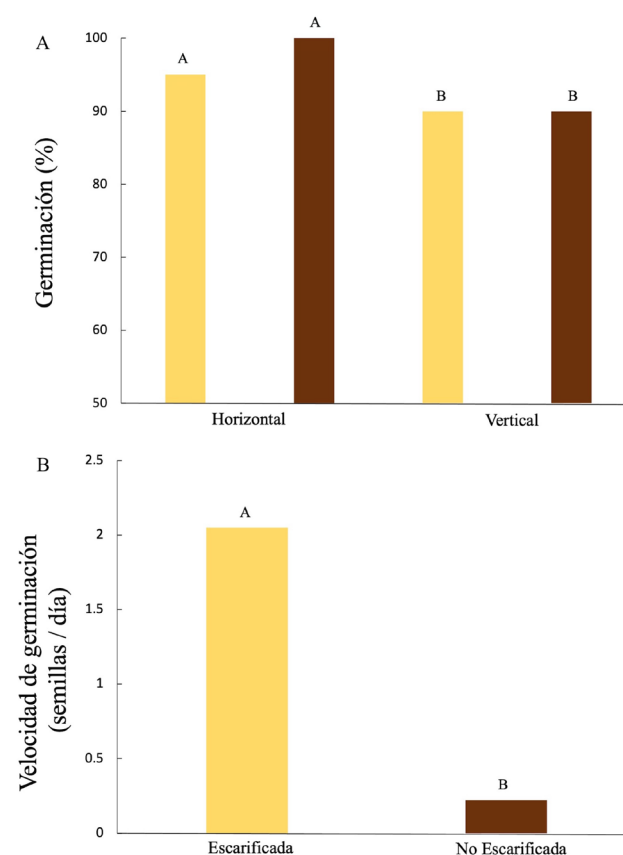 A
Germinación (%)
100
90
80
70
60
50
A
A
B
B
Horizontal
Vertical
B
Velocidad de germinación
(semillas / día)
2.5
2
1.5
1
0.5
0
A
B
Escarificada
No Escarificada